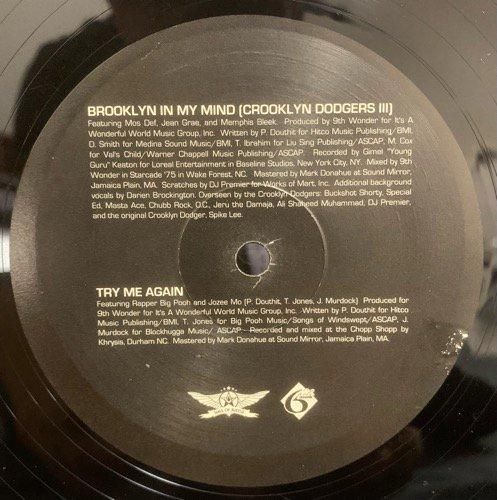 BROOKLYN IN MY MIND (CROOKLYN DODGERS III)
Featuring Mos Def, Jean Grae, and Memphis Bleek. Produced by 9th Wonder for It's A
Wonderful World Music Group, Inc. Written by P. Douthit for Hitco Music Publishing/BMI,
D. Smith for Medina Sound Music/BMI, T. Ibrahim for Liu Sing Publishing/ASCAP, M. Cox
for Val's Child/Warner Chappell Music Publishing/ASCAP. Recorded by Gimel "Young
Guru" Keaton for Loreal Entertainment in Baseline Studios, New York City, NY. Mixed by 9th
Wonder in Starcade '75 in Wake Forest, NC. Mastered by Mark Donahue at Sound Mirror,
Jamaica Plain, MA. Scratches by DJ Premier for Works of Mart, Inc. Additional background
vocals by Darien Brockington. Overseen by the Crooklyn Dodgers: Buckshot Shorty, Special
Ed, Masta Ace, Chubb Rock, O.C., Jeru the Damaja, Ali Shaheed Muhammad, DJ Premier,
and the original Crooklyn Dodger, Spike Lee.
TRY ME AGAIN
Featuring Rapper Big Pooh and Jozee Mo [P. Douthit, T. Jones, J. Murdock] Produced for
9th Wonder for It's A Wonderful World Music Group, Inc. Written by P. Douthit for Hitco
Music Publishing/BMI, T. Jones for Big Pooh Music/Songs of Windswept/ASCAP, J.
Murdock for Blockhugga Music/ ASCAP. Recorded and mixed at the Chopp Shopp by
Khrysis, Durham NC. Mastered by Mark Donahue at Sound Mirror, Jamaica Plain, MA.
6